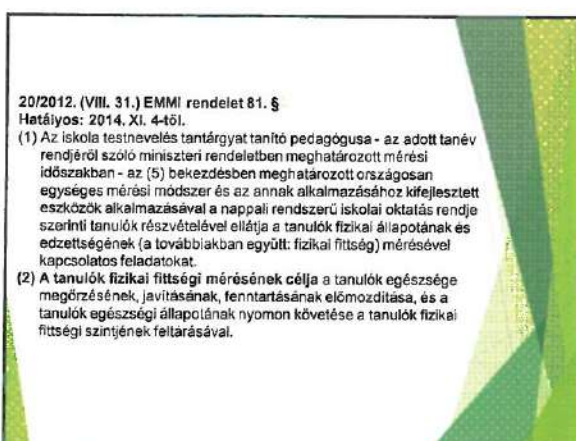 20/2012. (VIII. 31.) EMMI rendelet 81. §
Hatályos: 2014. XI. 4-től.
(1) Az iskola testnevelés tantárgyat tanító pedagógusa - az adott tanév
rendjéről szóló miniszteri rendeletben meghatározott mérési
időszakban - az (5) bekezdésben meghatározott országosan
egységes mérési módszer és az annak alkalmazásához kifejlesztett
eszközök alkalmazásával a nappali rendszerű iskolai oktatás rendje
szerinti tanulók részvételével ellátja a tanulók fizikai állapotának és
edzettségének (a továbbiakban együtt: fizikai fittség) mérésével
kapcsolatos feladatokat.
(2) A tanulók fizikai fittségi mérésének célja a tanulók egészsége
megőrzésének, javításának, fenntartásának előmozdítása, és a
tanulók egészségi állapotának nyomon követése a tanulók fizikai
fittségi szintjének feltárásával.